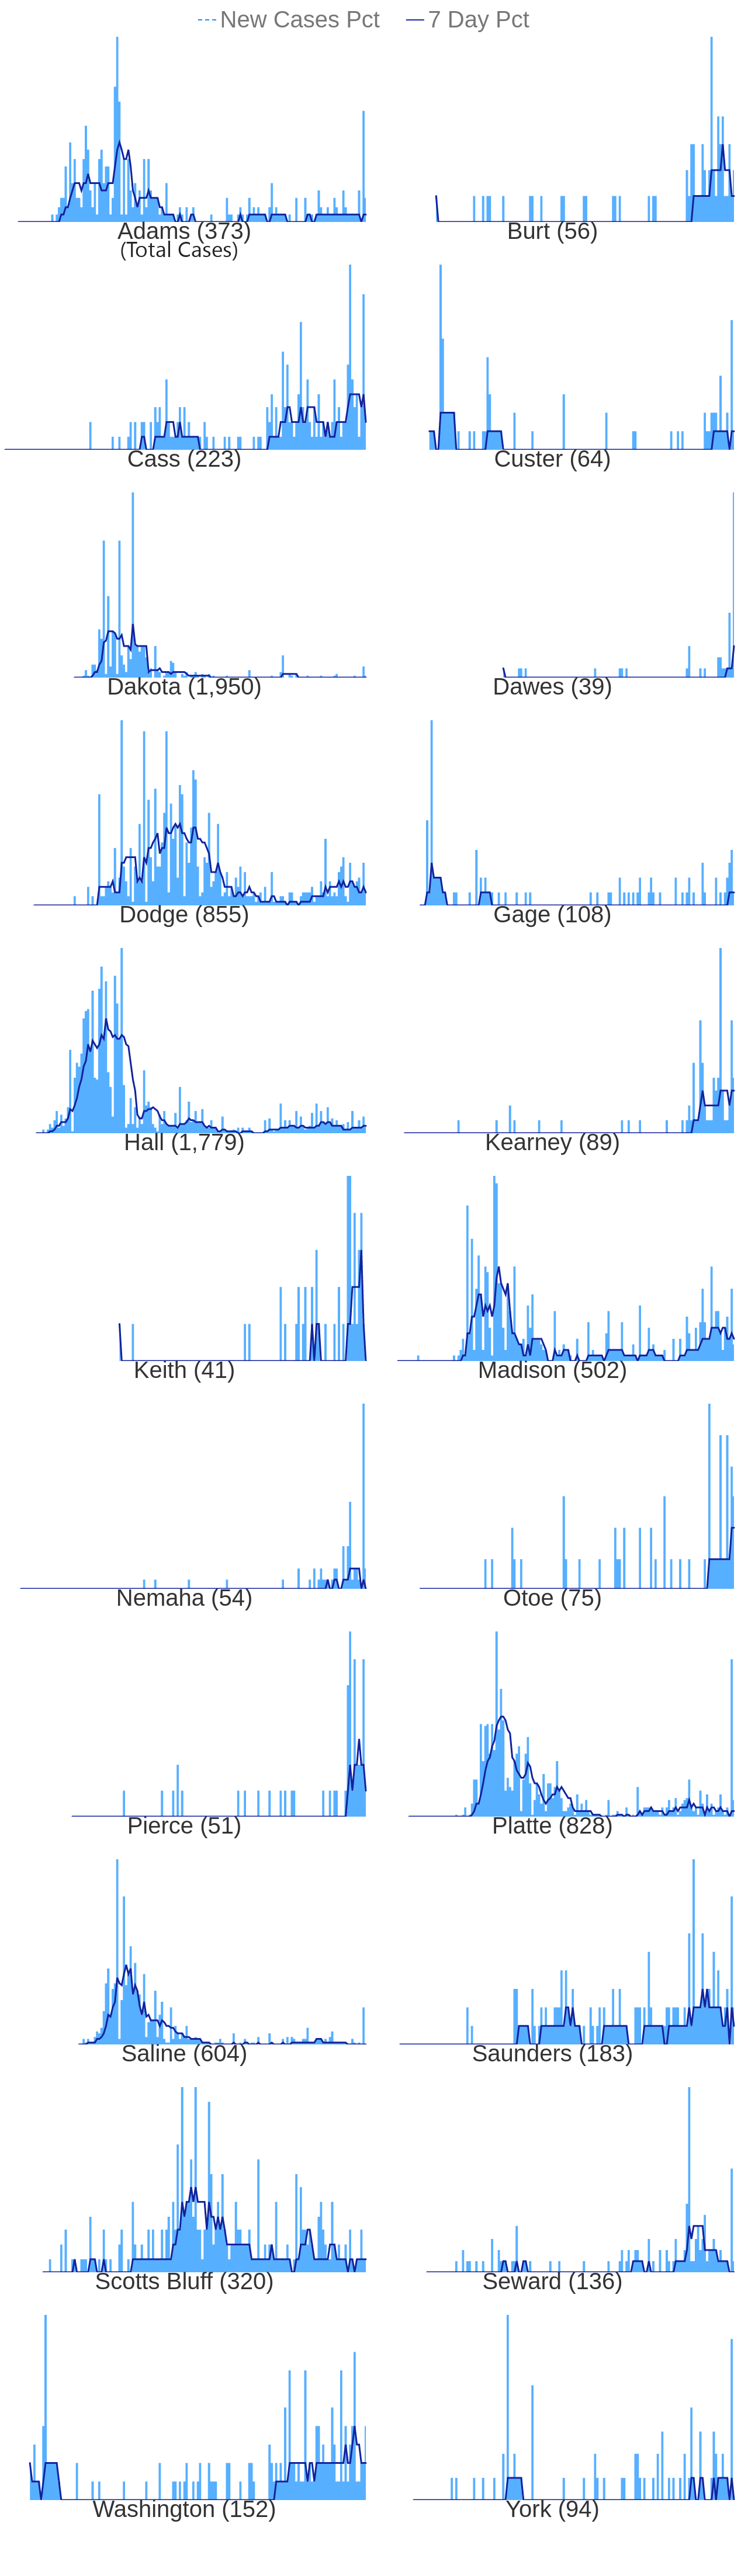 New Cases Pct 7 Day Pct
Adams (373) Burt (56)
(Total Cases)
Cass (223) Custer (64)
Dakota (1,950) Dawes (39)
Dodge (855) Gage (108)
Hall (1,779) Kearney (89)
Keith (41) Madison (502)
Nemaha (54) Otoe (75)
Pierce (51) Platte (828)
Saline (604) Saunders (183)
Scotts Bluff (320) Seward (136)
Washington (152) York (94)